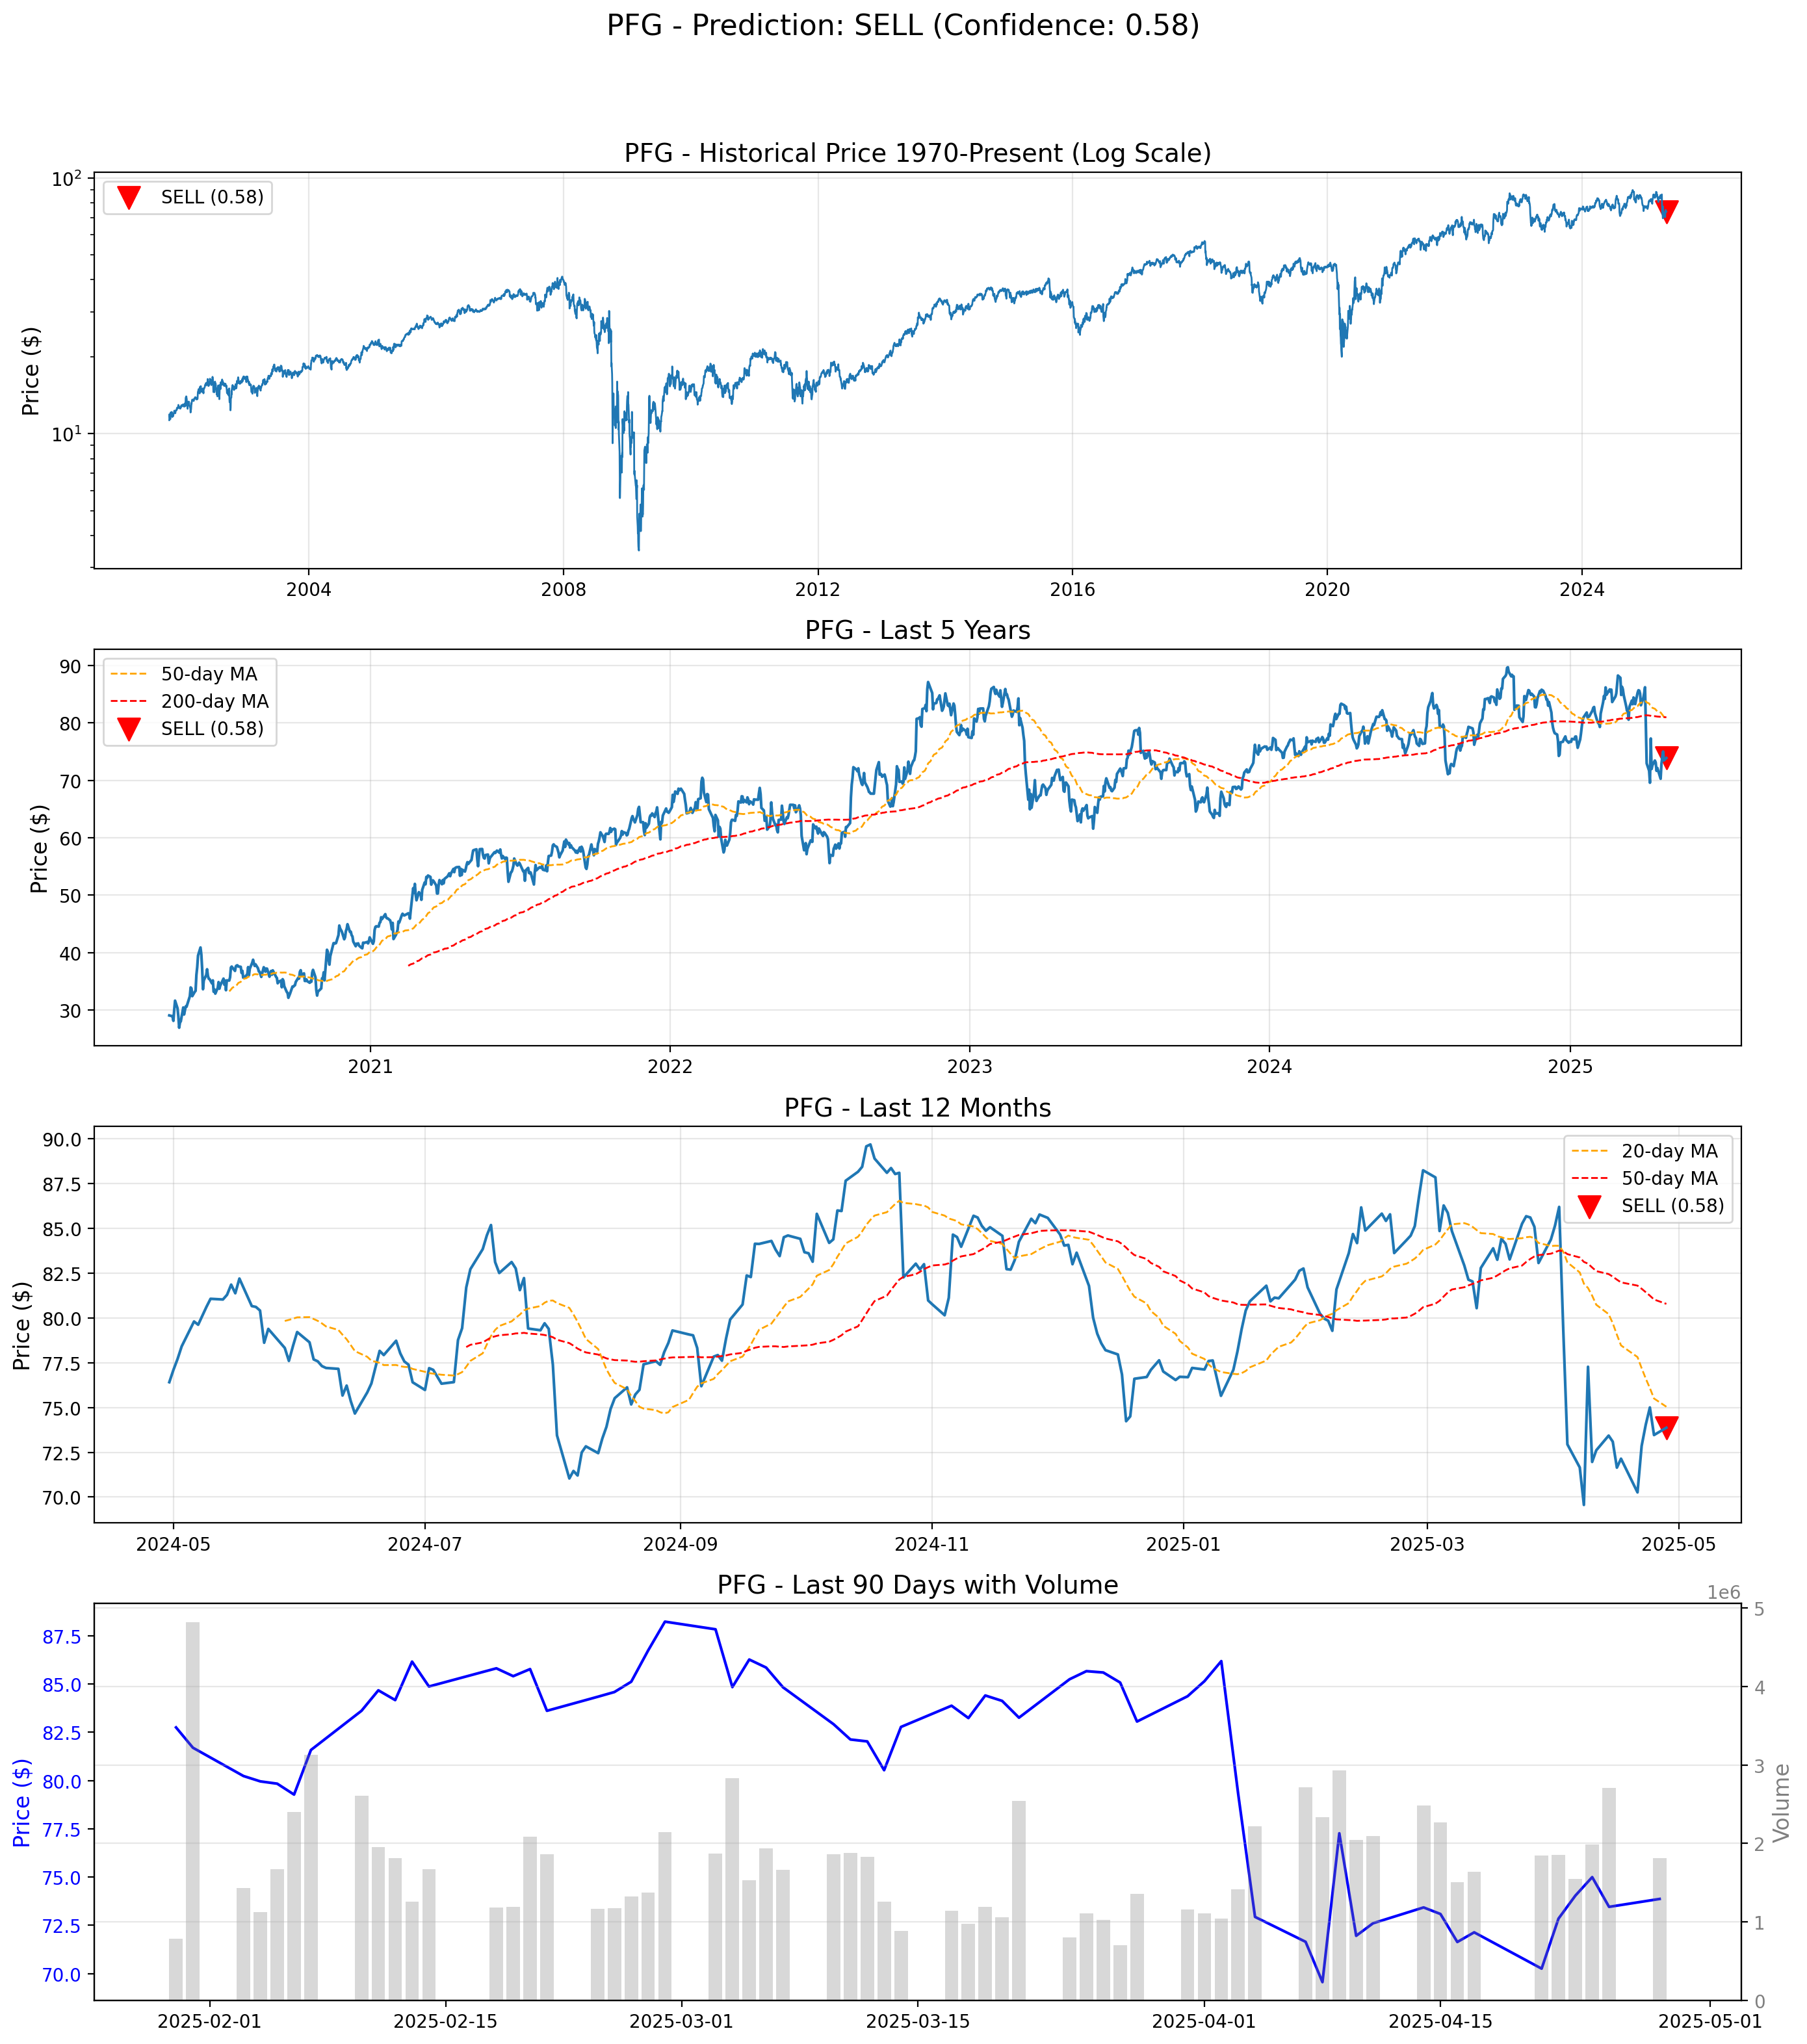 PFG - Prediction: SELL (Confidence: 0.58)
PFG - Historical Price 1970-Present (Log Scale)
10²
10¹
Price ($)
SELL (0.58)
2004 2008 2012 2016 2020 2024
PFG - Last 5 Years
90
80
70
60
50
40
30
Price ($)
50-day MA
200-day MA
SELL (0.58)
2021 2022 2023 2024 2025
PFG - Last 12 Months
90.0
87.5
85.0
82.5
80.0
77.5
75.0
72.5
70.0
Price ($)
20-day MA
50-day MA
SELL (0.58)
2024-05 2024-07 2024-09 2024-11 2025-01 2025-03 2025-05
PFG - Last 90 Days with Volume
1e6
87.5
85.0
82.5
80.0
77.5
75.0
72.5
70.0
Price ($)
5
4
3
2
1
0
Volume
2025-02-01 2025-02-15 2025-03-01 2025-03-15 2025-04-01 2025-04-15 2025-05-01